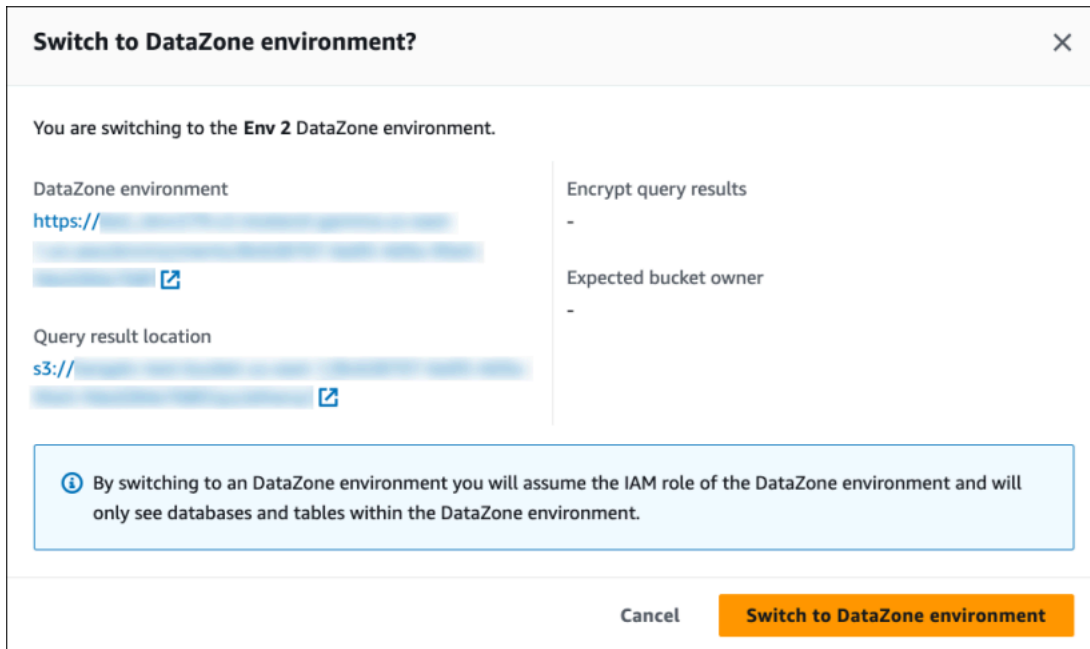 Switch to DataZone environment?
You are switching to the Env 2 DataZone environment.
DataZone environment
https://
Query result location
s3://
Encrypt query results
-
Expected bucket owner
-
By switching to an DataZone environment you will assume the IAM role of the DataZone environment and will
only see databases and tables within the DataZone environment.
Cancel
Switch to DataZone environment